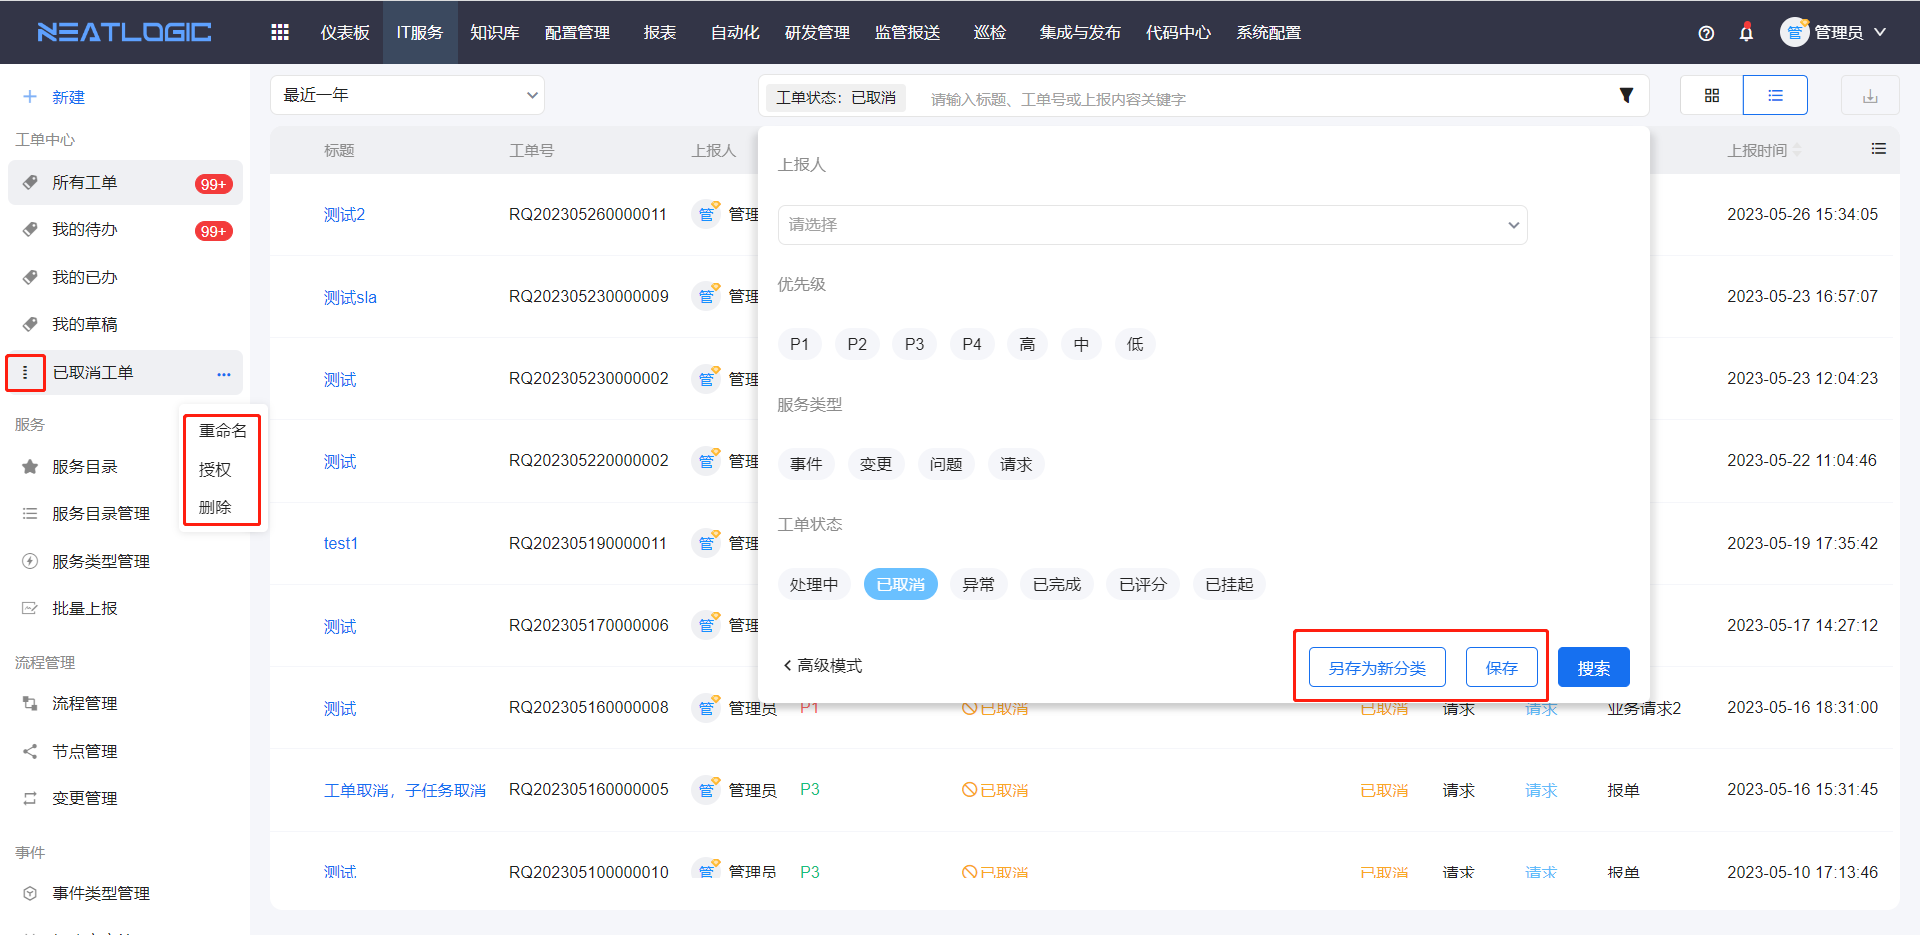 NEATLOGIC
仪表板 IT服务 知识库 配置管理 报表 自动化 研发管理 监管报送 巡检 集成与发布 代码中心 系统配置
管 管理员
新建
工单中心
所有工单 99+
我的待办 99+
我的已办
我的草稿
已取消工单 ...
重命名
授权
删除
服务
服务目录
服务目录管理
服务类型管理
批量上报
流程管理
流程管理
节点管理
变更管理
事件
事件类型管理
最近一年
工单状态：已取消 请输入标题、工单号或上报内容关键字
标题 工单号 上报人 上报时间
测试2 RQ202305260000011 管 管理 2023-05-26 15:34:05
测试sla RQ202305230000009 管 管理 2023-05-23 16:57:07
测试 RQ202305230000002 管 管理 2023-05-23 12:04:23
测试 RQ202305220000002 管 管理 2023-05-22 11:04:46
test1 RQ202305190000011 管 管理 2023-05-19 17:35:42
测试 RQ202305170000006 管 管理 2023-05-17 14:27:12
测试 RQ202305160000008 管 管理员 P1 已取消 已取消 请求 请求 业务请求2 2023-05-16 18:31:00
工单取消，子任务取消 RQ202305160000005 管 管理员 P3 已取消 已取消 请求 请求 报单 2023-05-16 15:31:45
测试 RQ202305100000010 管 管理员 P3 已取消 已取消 请求 请求 报单 2023-05-10 17:13:46
上报人
请选择
优先级
P1 P2 P3 P4 高 中 低
服务类型
事件 变更 问题 请求
工单状态
处理中 已取消 异常 已完成 已评分 已挂起
高级模式
另存为新分类 保存 搜索